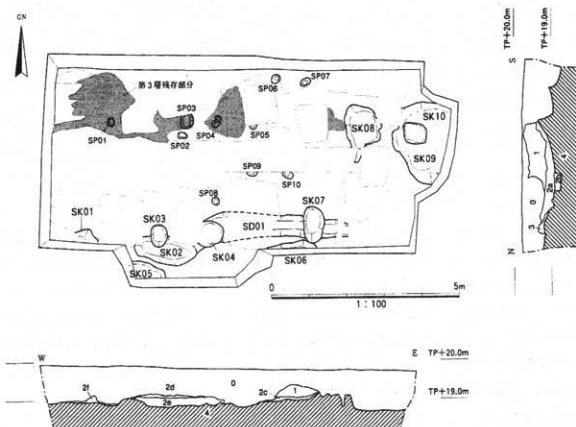 GN
第3層残存部分
SP06
SP07
SP03
SP01
SP04
SP02
SP05
SK08
SK10
SK09
SP09
SP10
SP08
SK07
SK01
SK03
SD01
SK02
SK04
SK06
SK05
0
5m
1:100
TP+20.0m
TP+19.0m
S
1
4
2a
2b
0
3
N
W
E
TP+20.0m
0
2f
2d
2c
1
TP+19.0m
2e
4